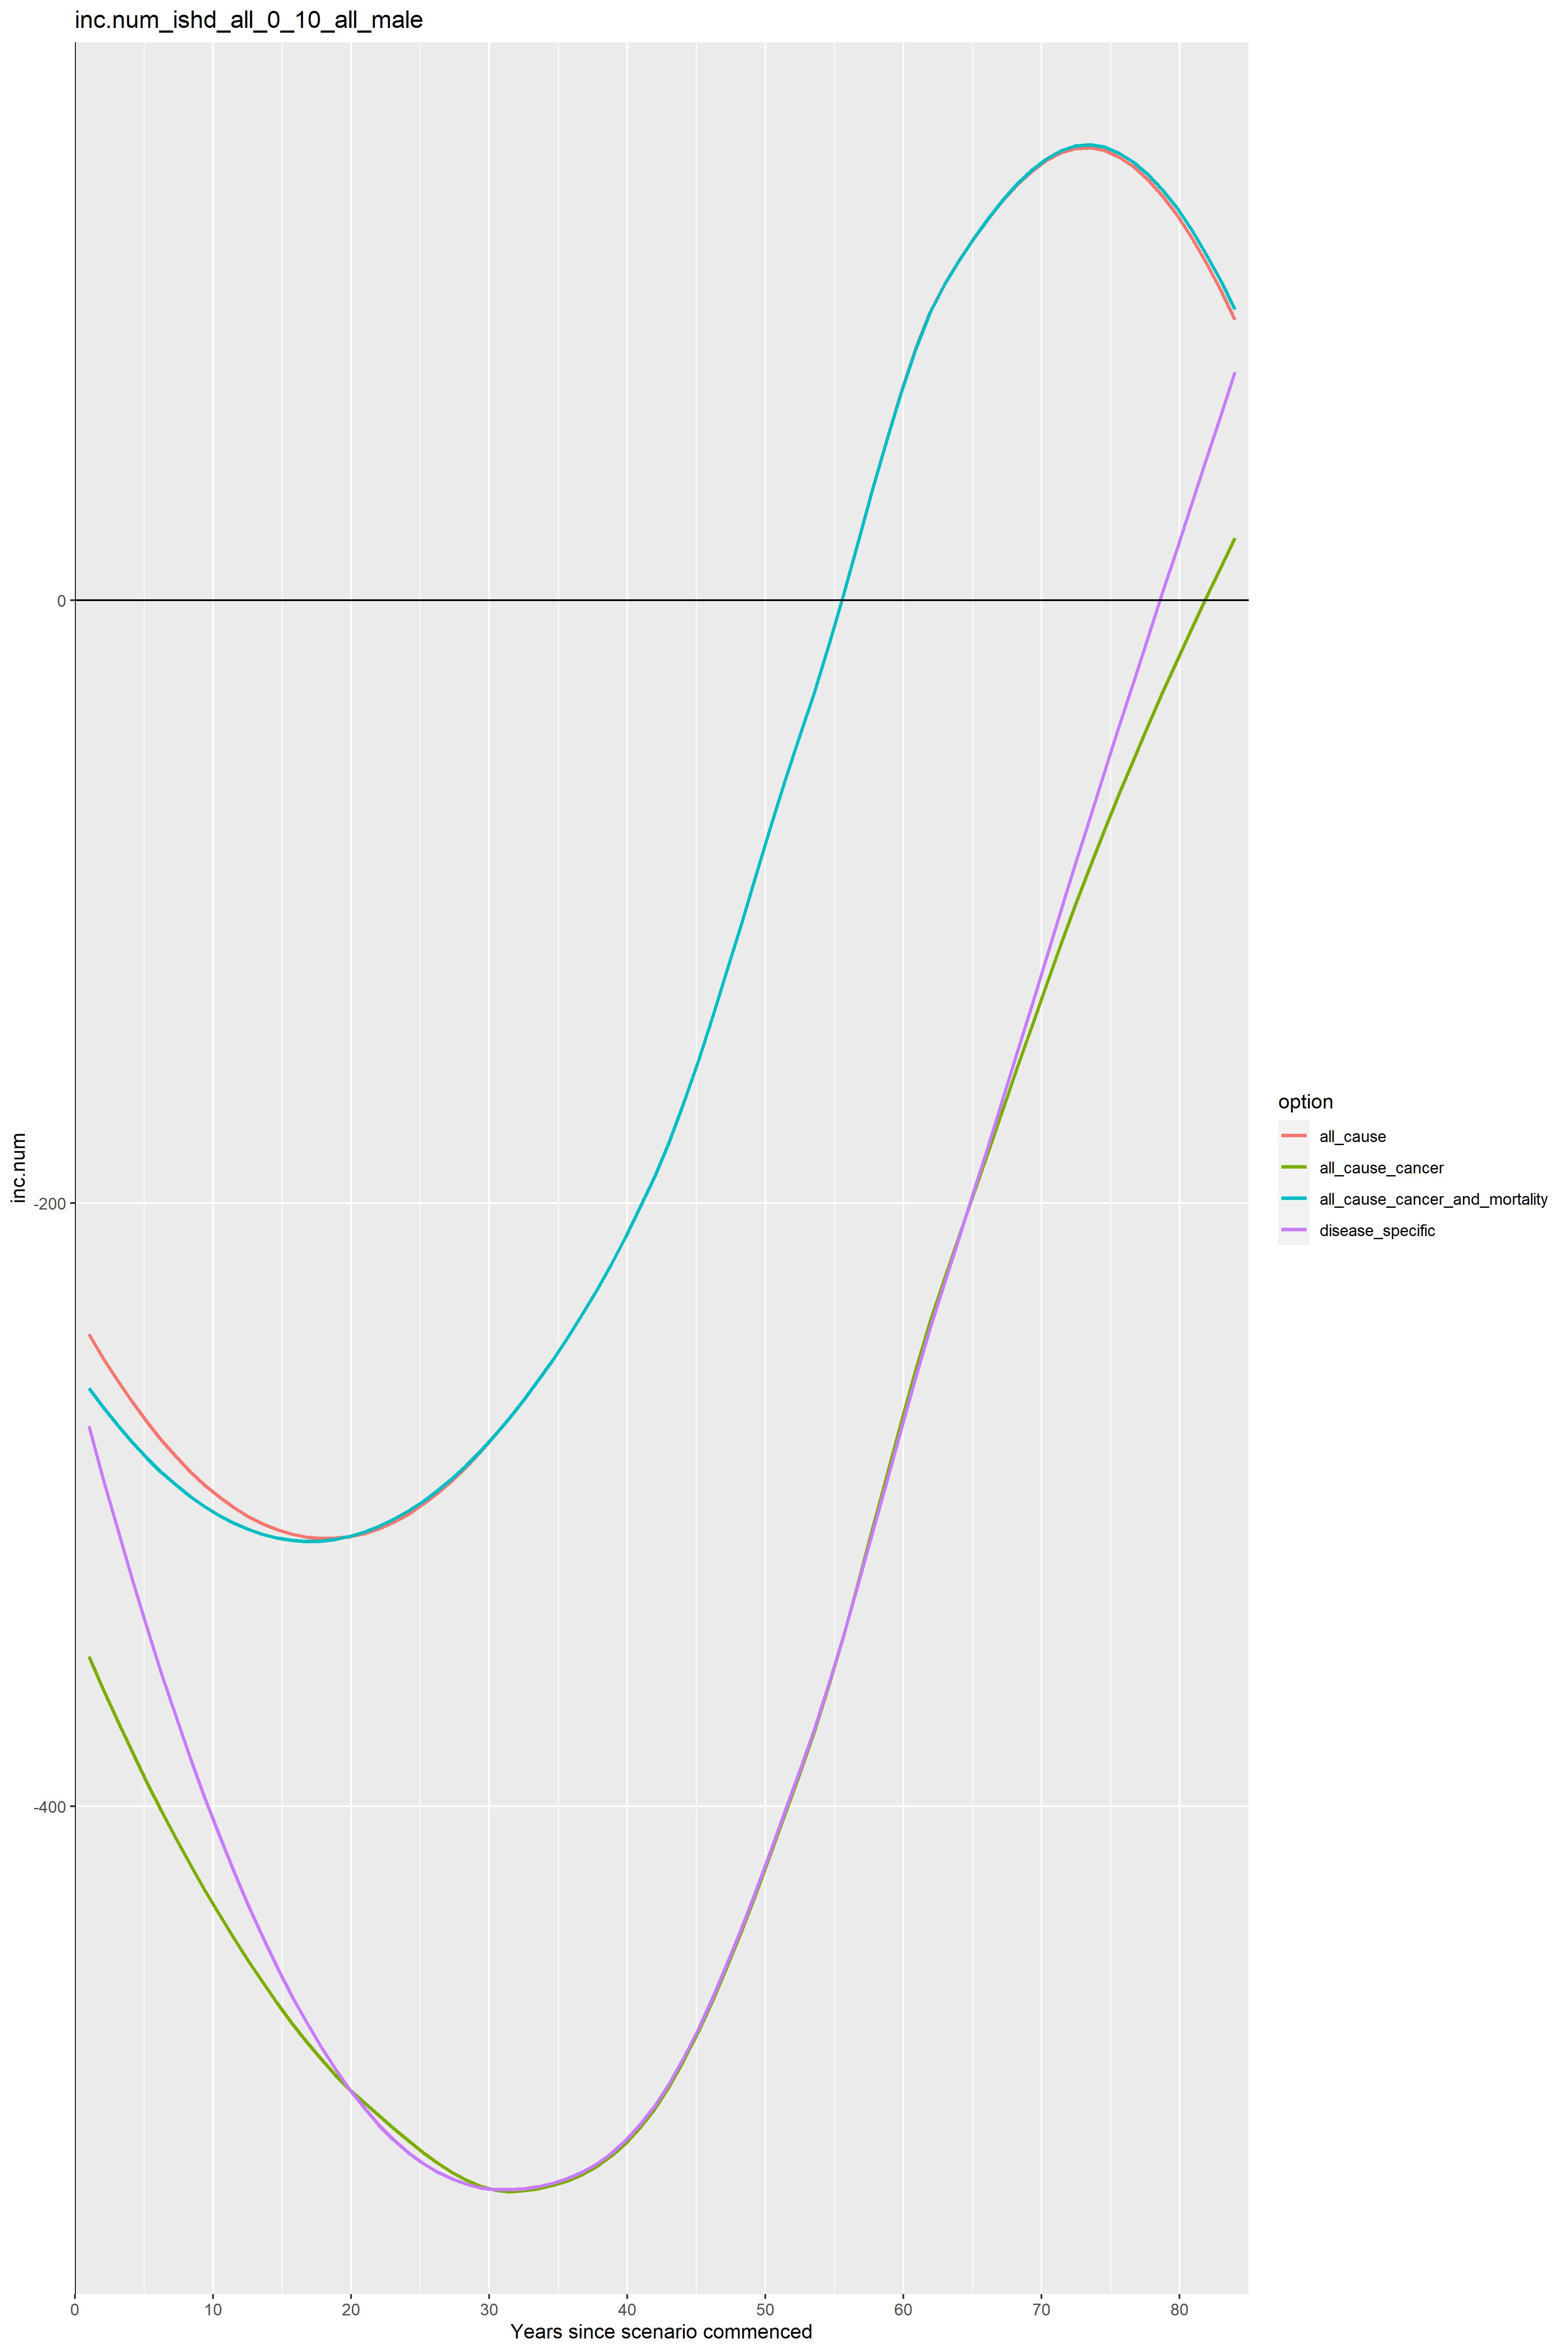 inc.num_ishd_all_0_10_all_male
0
-200
-400
inc.num
0 10 20 30 40 50 60 70 80
Years since scenario commenced
option
all_cause
all_cause_cancer
all_cause_cancer_and_mortality
disease_specific